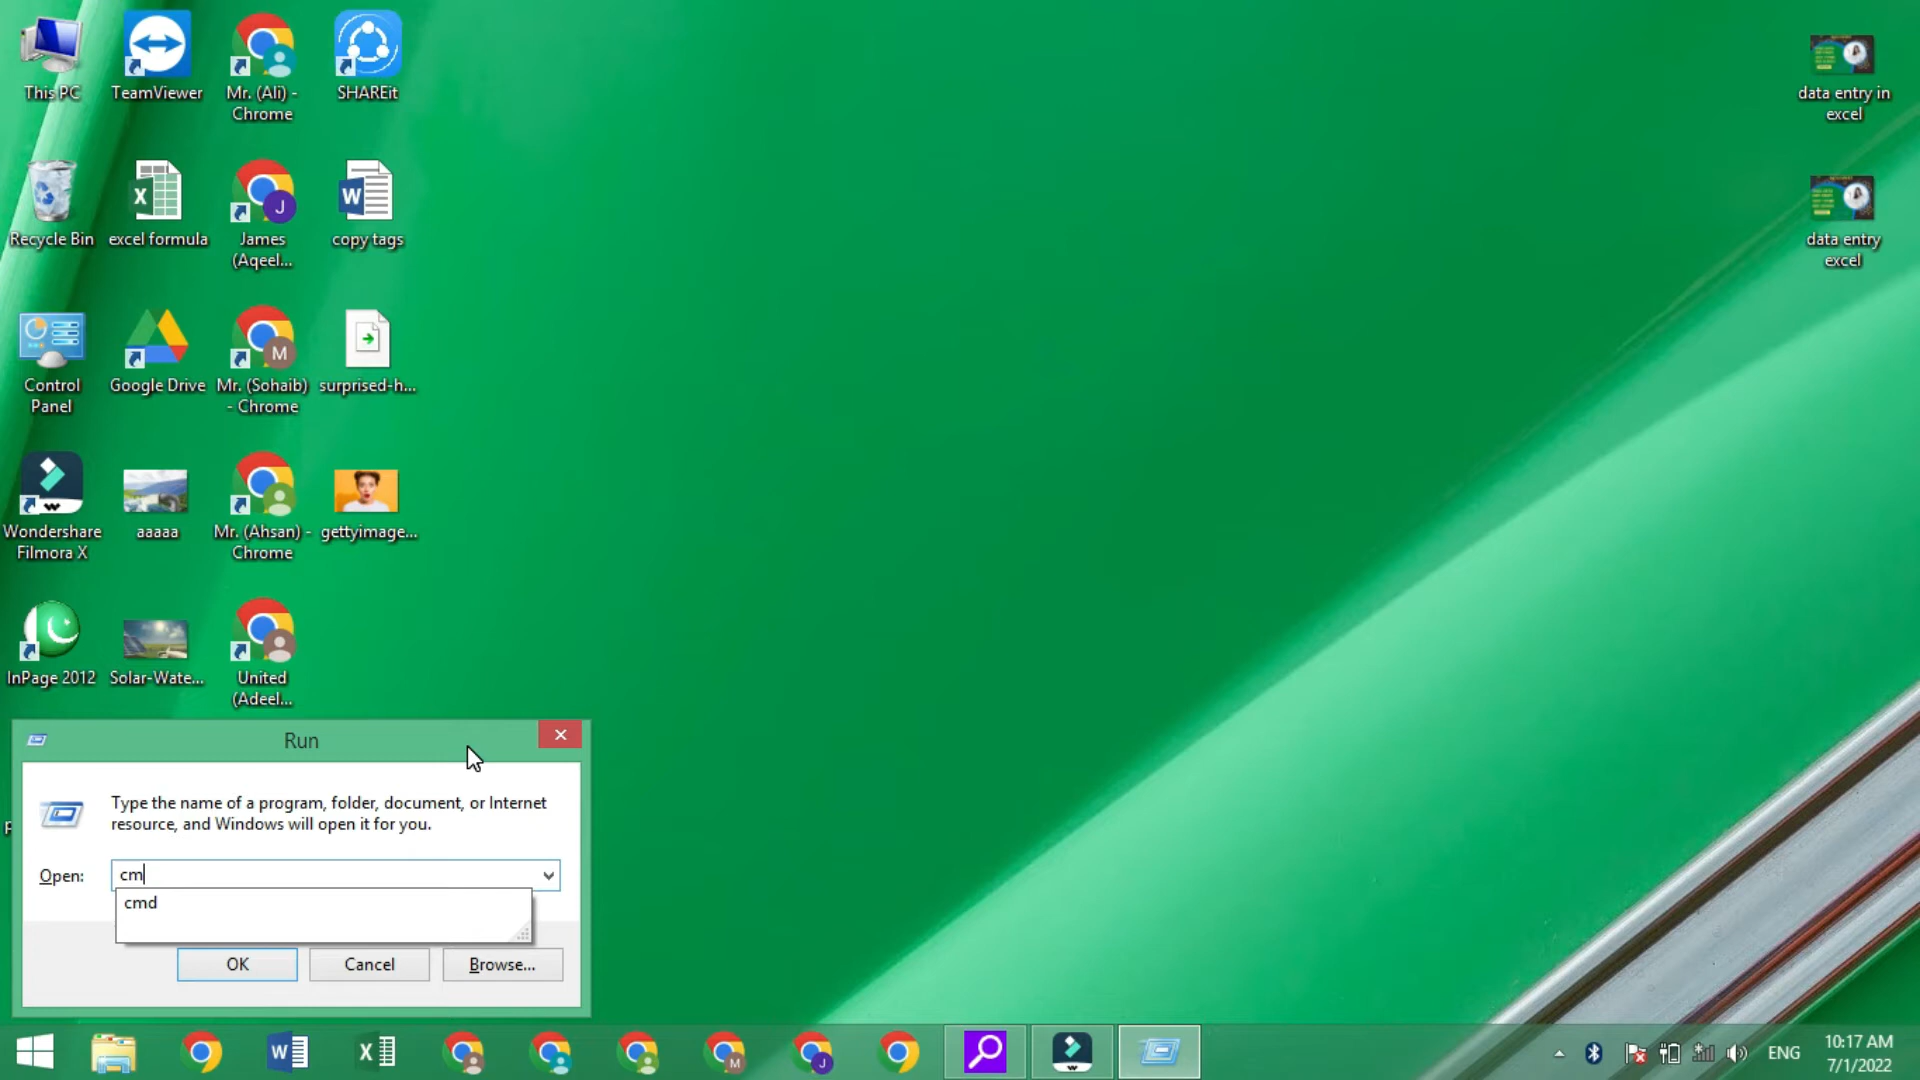 This PC
TeamViewer
Mr. (Ali) -
Chrome
SHAREit
data entry in
excel
Recycle Bin
excel formula
James
(Aqeel...
copy tags
data entry
excel
Control
Panel
Google Drive
Mr. (Sohaib)
- Chrome
surprised-h...
Wondershare
Filmora X
aaaaa
Mr. (Ahsan) -
Chrome
gettyimage...
InPage 2012
Solar-Wate...
United
(Adeel...
Run
Type the name of a program, folder, document, or Internet
resource, and Windows will open it for you.
Open:
cm
cmd
OK
Cancel
Browse...
ENG
10:17 AM
7/1/2022